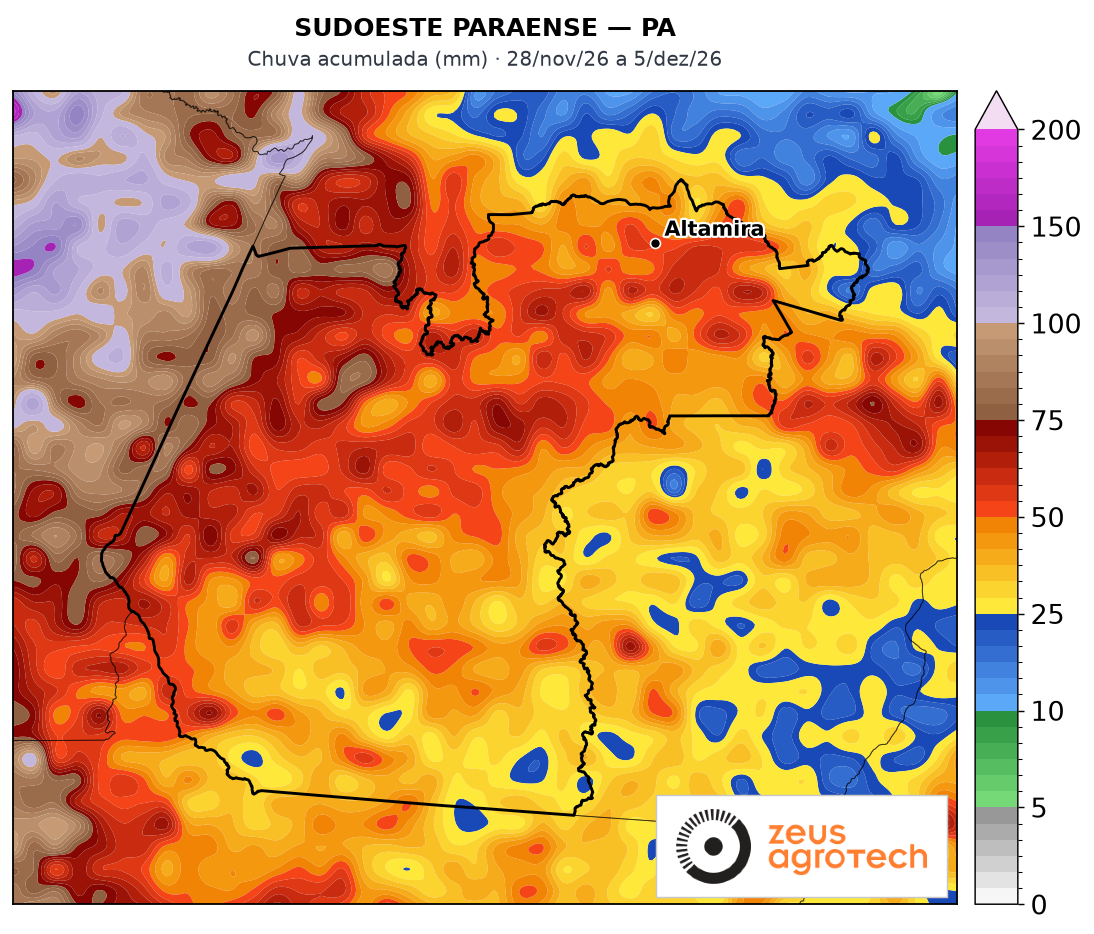 SUDOESTE PARAENSE — PA
Chuva acumulada (mm) · 28/nov/26 a 5/dez/26
Altamira
200
150
100
75
50
25
10
5
0
zeus
agrotech